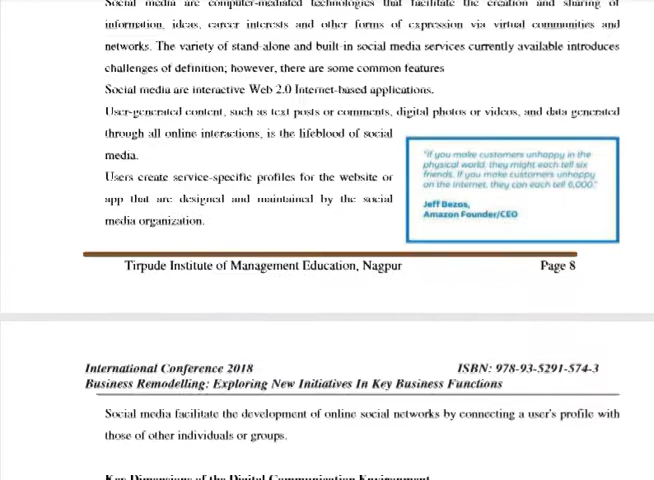 Social media are computer-mediated technologies that facilitate the creation and sharing of
information, ideas, career interests and other forms of expression via virtual communities and
networks. The variety of stand-alone and built-in social media services currently available introduces
challenges of definition; however, there are some common features
Social media are interactive Web 2.0 Internet-based applications.
User-generated content, such as text posts or comments, digital photos or videos, and data generated
through all online interactions, is the lifeblood of social
media.
Users create service-specific profiles for the website or
app that are designed and maintained by the social
media organization.
"If you make customers unhappy in the
physical world, they might each tell six
friends. If you make customers unhappy
on the Internet, they can each tell 6,000."
Jeff Bezos,
Amazon Founder/CEO
Tirpude Institute of Management Education, Nagpur Page 8
International Conference 2018 ISBN: 978-93-5291-574-3
Business Remodelling: Exploring New Initiatives In Key Business Functions
Social media facilitate the development of online social networks by connecting a user's profile with
those of other individuals or groups.
Key Dimensions of the Digital Communication Environment